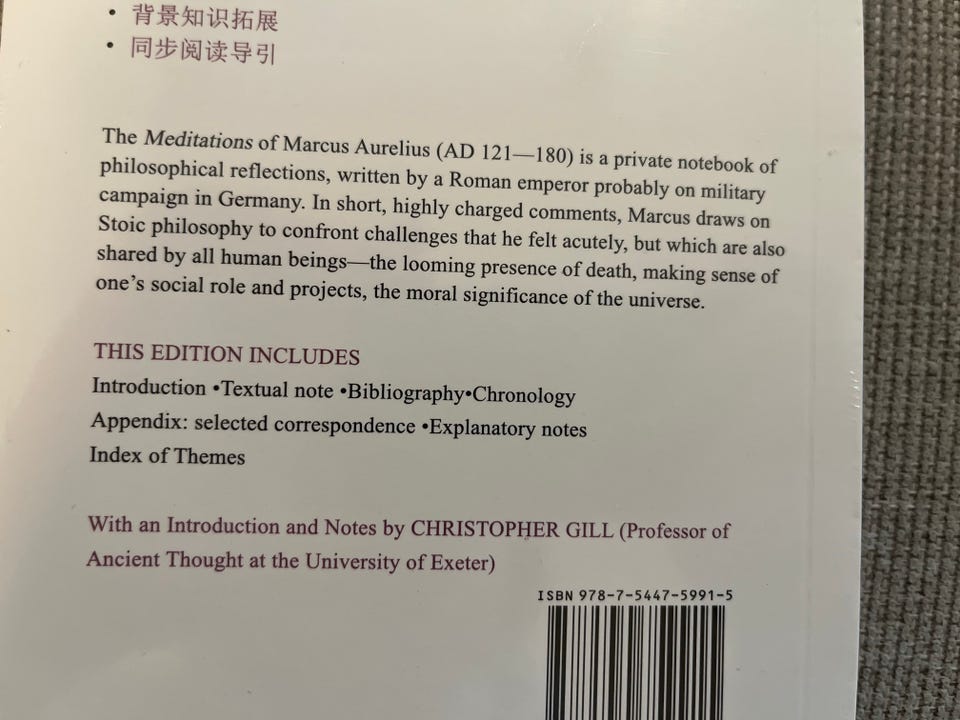 • 背景知识拓展
• 同步阅读导引
The Meditations of Marcus Aurelius (AD 121—180) is a private notebook of
philosophical reflections, written by a Roman emperor probably on military
campaign in Germany. In short, highly charged comments, Marcus draws on
Stoic philosophy to confront challenges that he felt acutely, but which are also
shared by all human beings—the looming presence of death, making sense of
one's social role and projects, the moral significance of the universe.
THIS EDITION INCLUDES
Introduction •Textual note •Bibliography•Chronology
Appendix: selected correspondence •Explanatory notes
Index of Themes
With an Introduction and Notes by CHRISTOPHER GILL (Professor of
Ancient Thought at the University of Exeter)
ISBN 978-7-5447-5991-5